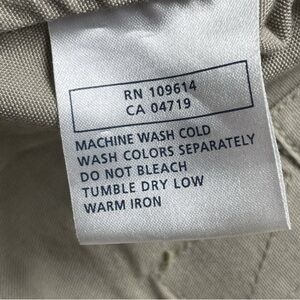 RN 109614
CA 04719
MACHINE WASH COLD
WASH COLORS SEPARATELY
DO NOT BLEACH
TUMBLE DRY LOW
WARM IRON